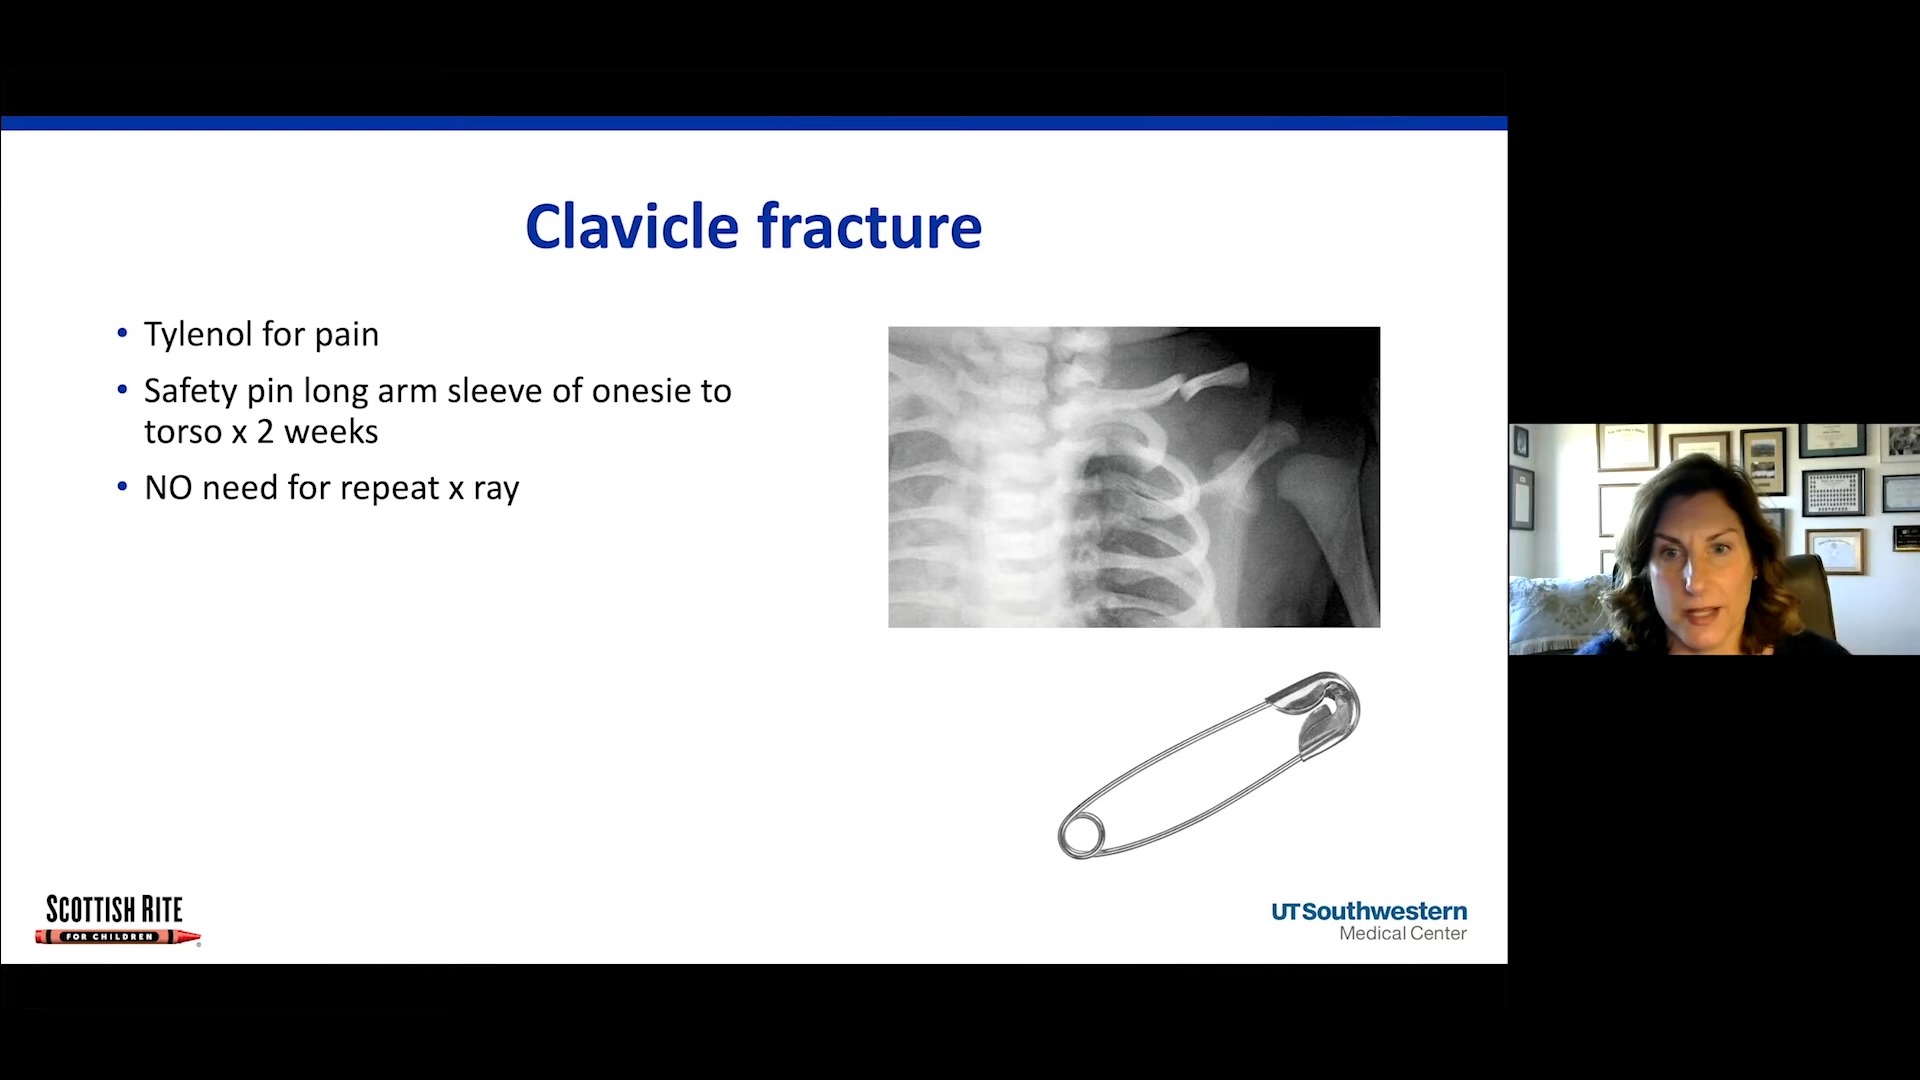 Clavicle fracture
• Tylenol for pain
• Safety pin long arm sleeve of onesie to
torso x 2 weeks
• NO need for repeat x ray
SCOTTISH RITE
FOR CHILDREN
®
UTSouthwestern
Medical Center